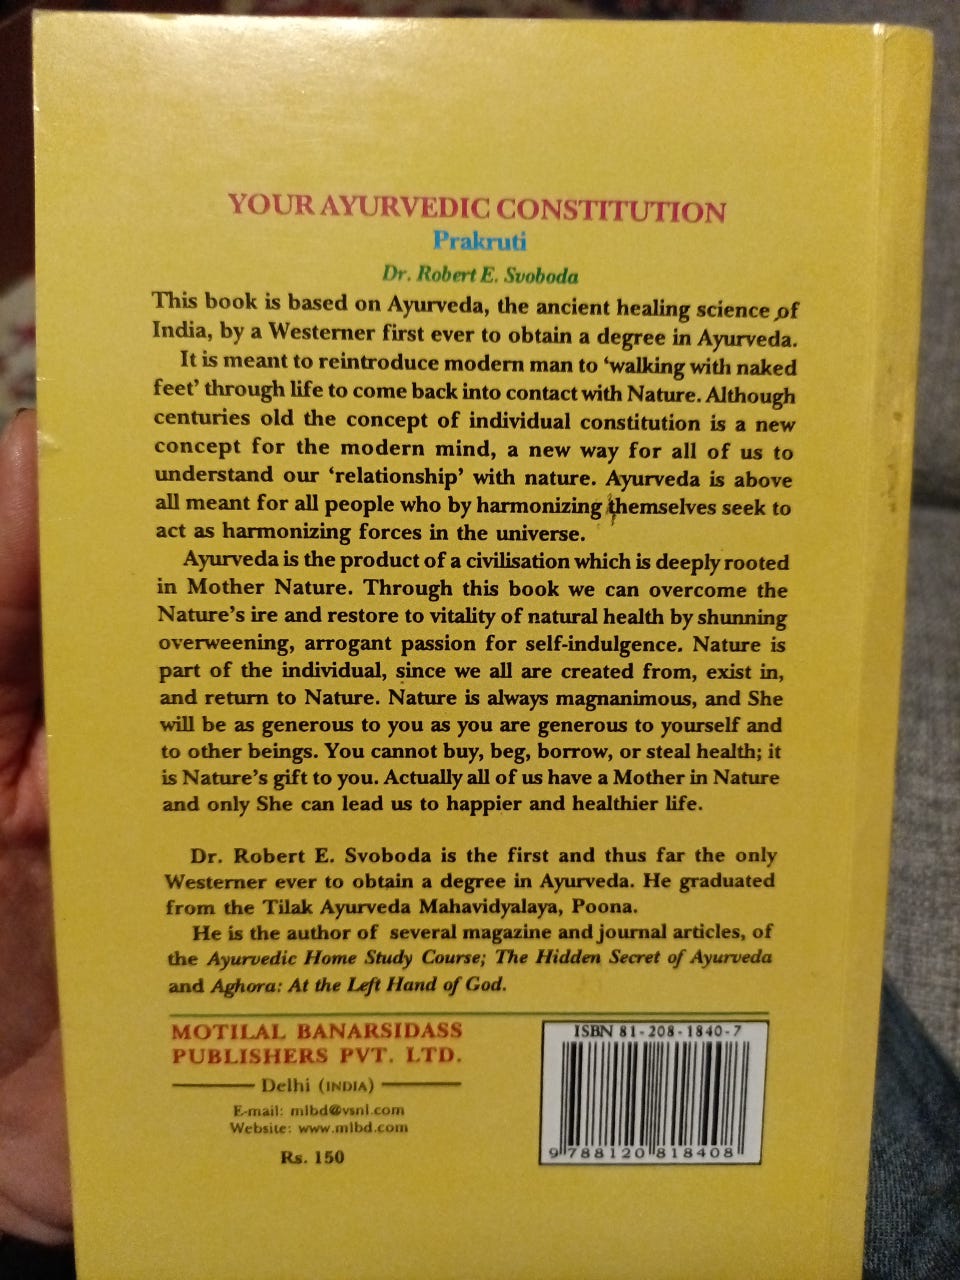 YOUR AYURVEDIC CONSTITUTION
Prakruti
Dr. Robert E. Svoboda
This book is based on Ayurveda, the ancient healing science of
India, by a Westerner first ever to obtain a degree in Ayurveda.
It is meant to reintroduce modern man to ‘walking with naked
feet’ through life to come back into contact with Nature. Although
centuries old the concept of individual constitution is a new
concept for the modern mind, a new way for all of us to
understand our ‘relationship’ with nature. Ayurveda is above
all meant for all people who by harmonizing themselves seek to
act as harmonizing forces in the universe.
Ayurveda is the product of a civilisation which is deeply rooted
in Mother Nature. Through this book we can overcome the
Nature’s ire and restore to vitality of natural health by shunning
overweening, arrogant passion for self-indulgence. Nature is
part of the individual, since we all are created from, exist in,
and return to Nature. Nature is always magnanimous, and She
will be as generous to you as you are generous to yourself and
to other beings. You cannot buy, beg, borrow, or steal health; it
is Nature’s gift to you. Actually all of us have a Mother in Nature
and only She can lead us to happier and healthier life.
Dr. Robert E. Svoboda is the first and thus far the only
Westerner ever to obtain a degree in Ayurveda. He graduated
from the Tilak Ayurveda Mahavidyalaya, Poona.
He is the author of several magazine and journal articles, of
the Ayurvedic Home Study Course; The Hidden Secret of Ayurveda
and Aghora: At the Left Hand of God.
MOTILAL BANARSIDASS
PUBLISHERS PVT. LTD.
Delhi (INDIA)
E-mail: mlbd@vsnl.com
Website: www.mlbd.com
Rs. 150
ISBN 81-208-1840-7
9 788120 818408